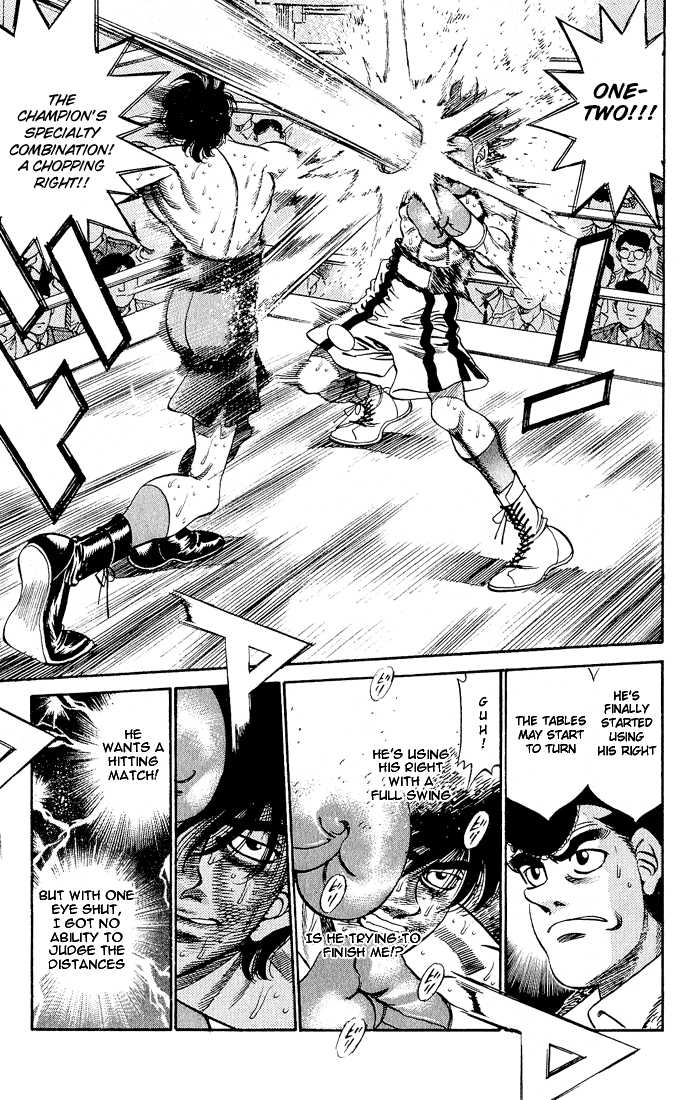 ONE-
TWO!!!
THE
CHAMPION'S
SPECIALTY
COMBINATION!
A CHOPPING
RIGHT!!
HE'S
FINALLY
STARTED
USING
HIS RIGHT
THE TABLES
MAY START
TO TURN
GUH!
HE'S USING
HIS RIGHT
WITH A
FULL SWING
IS HE TRYING TO
FINISH ME!?
HE
WANTS A
HITTING
MATCH!
BUT WITH ONE
EYE SHUT,
I GOT NO
ABILITY TO
JUDGE THE
DISTANCES